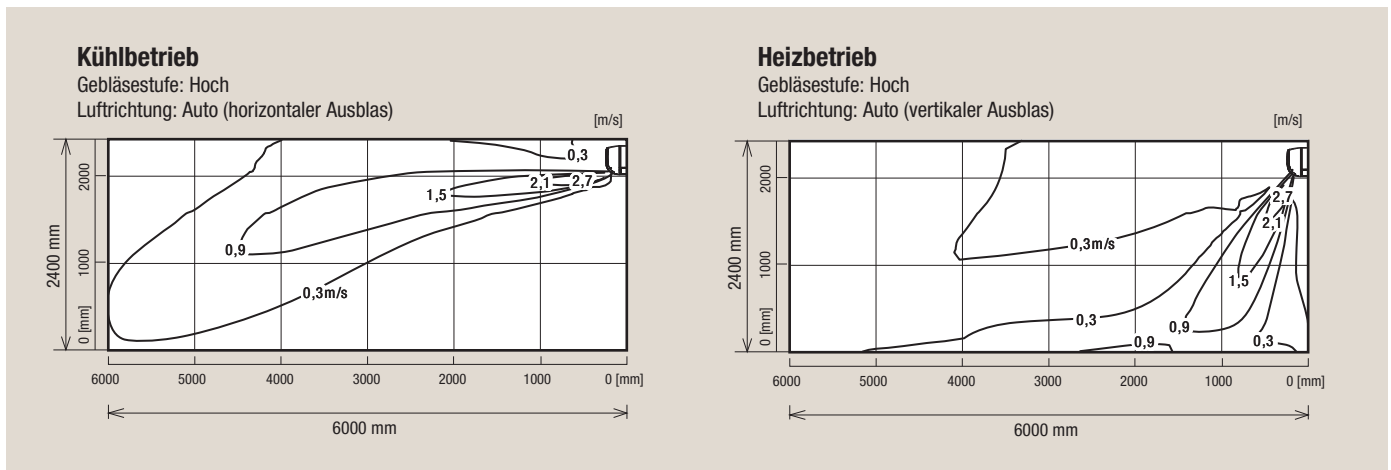 Kühlbetrieb
Gebläsestufe: Hoch
Luftrichtung: Auto (horizontaler Ausblas)
[m/s]
0,3
2,1
2,7
1,5
0,9
0,3m/s
2400 mm
2000
1000
0 [mm]
6000 5000 4000 3000 2000 1000 0 [mm]
6000 mm
Heizbetrieb
Gebläsestufe: Hoch
Luftrichtung: Auto (vertikaler Ausblas)
[m/s]
2,7
2,1
0,3m/s
1,5
0,3
0,9
0,9
0,3
2400 mm
2000
1000
0 [mm]
6000 5000 4000 3000 2000 1000 0 [mm]
6000 mm